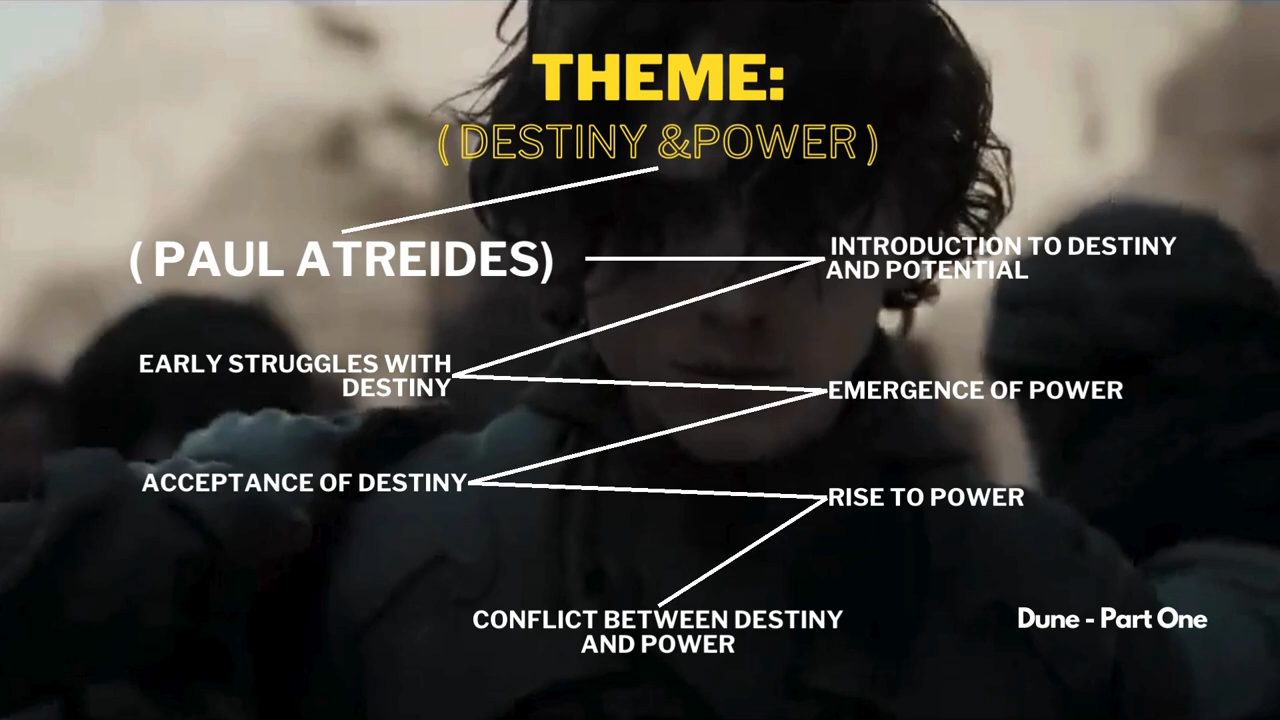 THEME:
( DESTINY &POWER )
( PAUL ATREIDES)
INTRODUCTION TO DESTINY
AND POTENTIAL
EARLY STRUGGLES WITH
DESTINY
EMERGENCE OF POWER
ACCEPTANCE OF DESTINY
RISE TO POWER
CONFLICT BETWEEN DESTINY
AND POWER
Dune - Part One